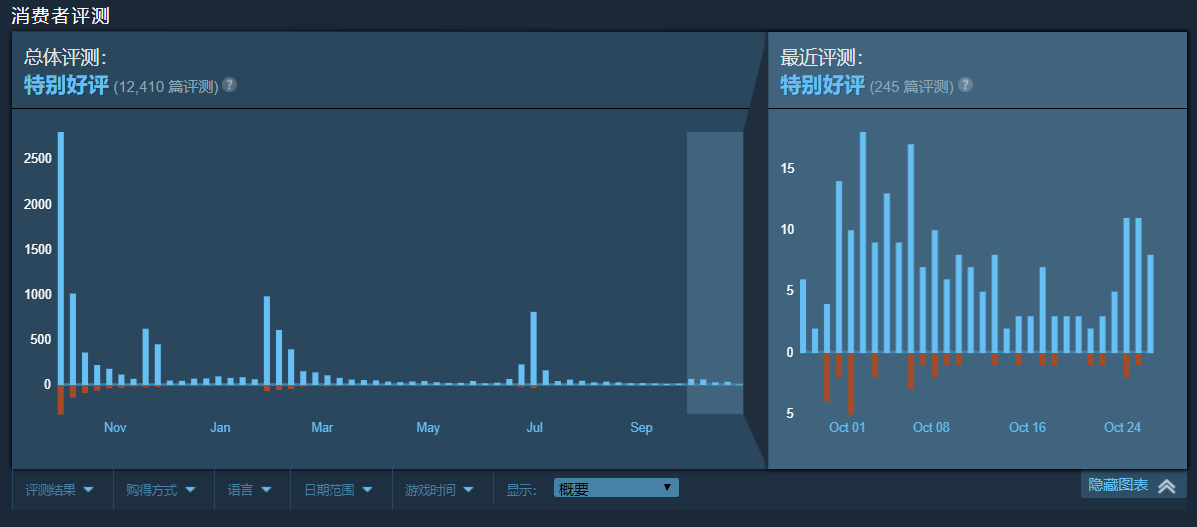 消费者评测
总体评测：
特别好评 (12,410 篇评测) ?
2500
2000
1500
1000
500
0
Nov Jan Mar May Jul Sep
最近评测：
特别好评 (245 篇评测) ?
15
10
5
0
5
Oct 01 Oct 08 Oct 16 Oct 24
评测结果 购得方式 语言 日期范围 游戏时间 显示： 概要
隐藏图表